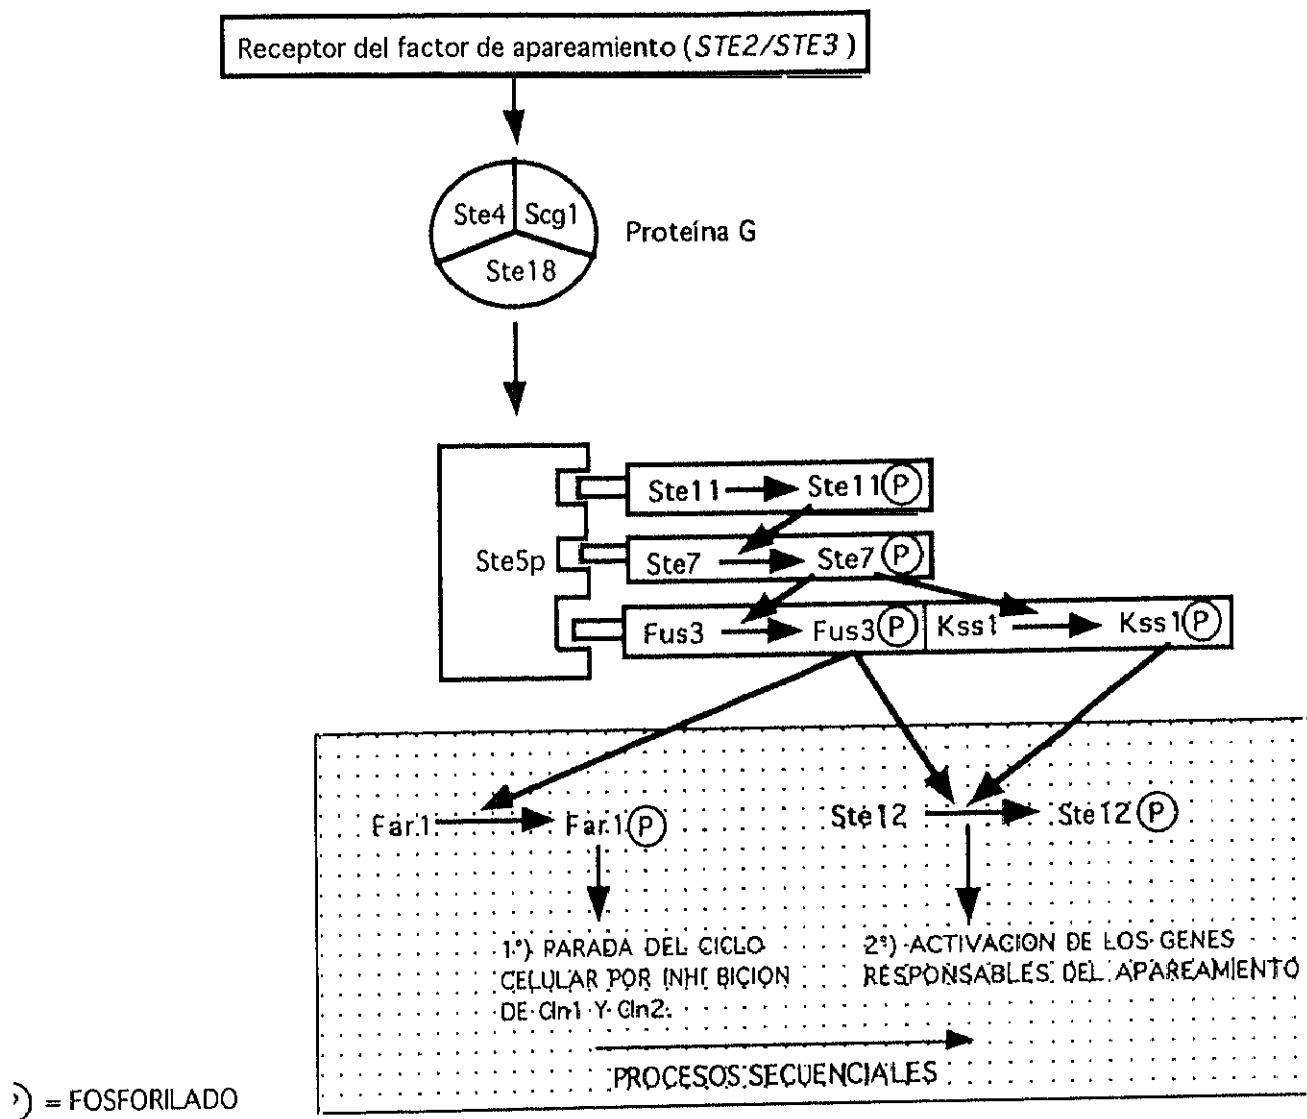 Receptor del factor de apareamiento (STE2/STE3)
Ste4 Scg1
Ste18
Proteína G
Ste5p
Ste11 Ste11 P
Ste7 Ste7 P
Fus3 Fus3 P Kss1 Kss1 P
Far1 Far1 P
Ste12 Ste12 P
1.º) PARADA DEL CICLO
CELULAR POR INHIBICION
DE Cln1 Y Cln2.
2º) ACTIVACION DE LOS GENES
RESPONSABLES DEL APAREAMIENTO
PROCESOS SECUENCIALES
) = FOSFORILADO